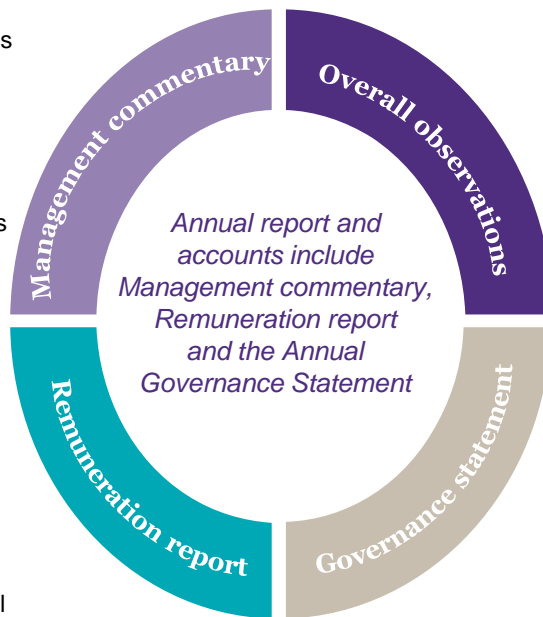 s
Management commentary
Overall observations
s
Annual report and
accounts include
Management commentary,
Remuneration report
and the Annual
Governance Statement
Remuneration report
Governance statement
l